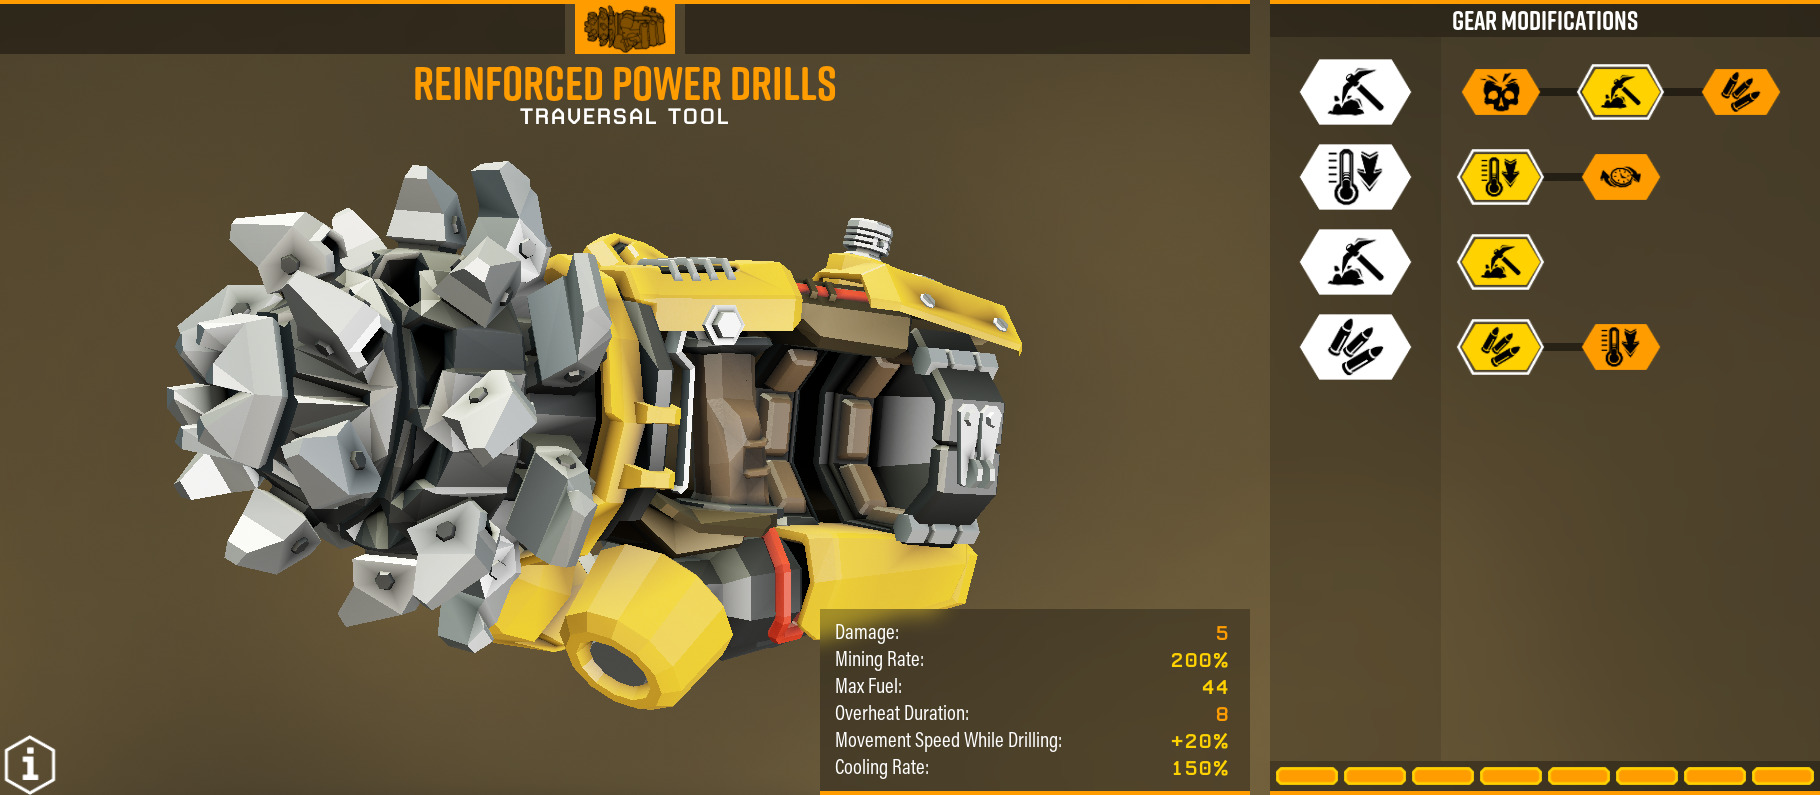 REINFORCED POWER DRILLS
TRAVERSAL TOOL
GEAR MODIFICATIONS
Damage: 5
Mining Rate: 200%
Max Fuel: 44
Overheat Duration: 8
Movement Speed While Drilling: +20%
Cooling Rate: 150%